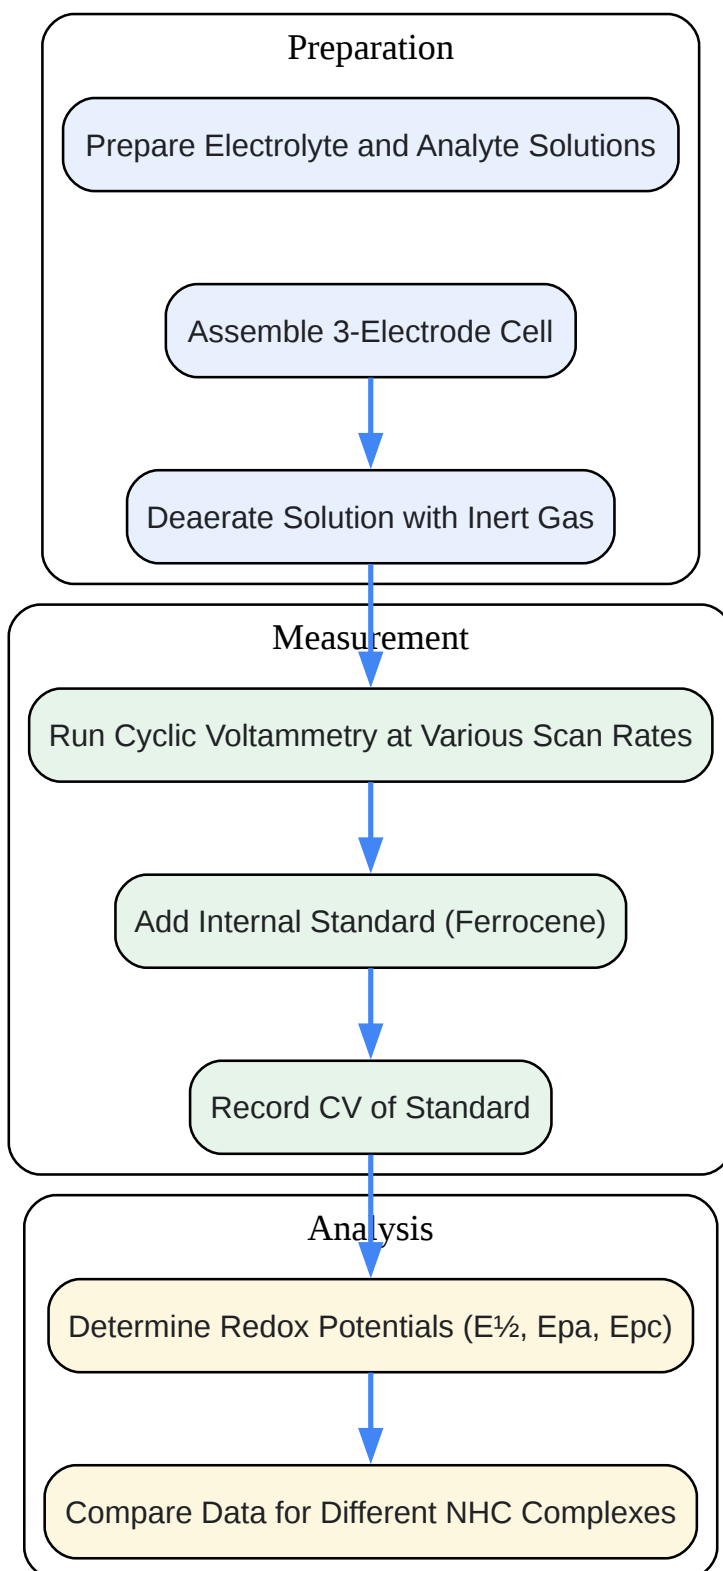 Preparation
Prepare Electrolyte and Analyte Solutions
Assemble 3-Electrode Cell
Deaerate Solution with Inert Gas
Measurement
Run Cyclic Voltammetry at Various Scan Rates
Add Internal Standard (Ferrocene)
Record CV of Standard
Analysis
Determine Redox Potentials (E½, Epa, Epc)
Compare Data for Different NHC Complexes